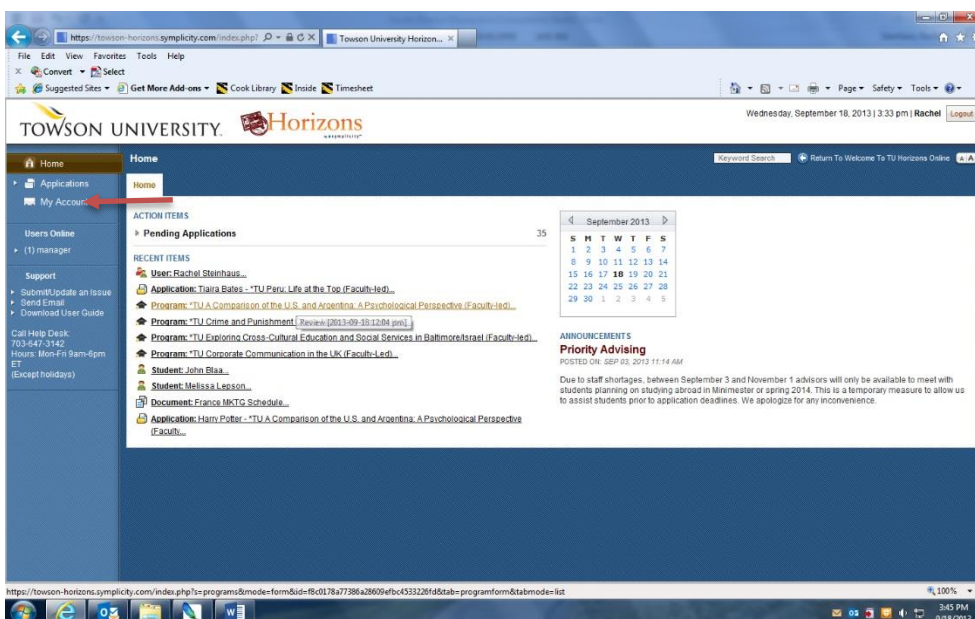 https://towson-horizons.symplicity.com/index.php?
Towson University Horizon...
File Edit View Favorites Tools Help
Convert Select
Suggested Sites Get More Add-ons Cook Library Inside Timesheet
Page Safety Tools
TOWSON UNIVERSITY. Horizons
Wednesday, September 18, 2013 | 3:33 pm | Rachel Logout
Home
Applications
My Account
Users Online
(1) manager
Support
Submit/Update an Issue
Send Email
Download User Guide
Call Help Desk:
703-647-3142
Hours: Mon-Fri 9am-6pm
ET
(Except holidays)
Home
Keyword Search Return To Welcome To TU Horizons Online A A
Home
ACTION ITEMS
Pending Applications 35
RECENT ITEMS
User: Rachel Steinhaus...
Application: Tiaira Bates - *TU Peru: Life at the Top (Faculty-led)...
Program: *TU A Comparison of the U.S. and Argentina: A Psychological Perspective (Faculty-led)...
Program: *TU Crime and Punishment
Review [2013-09-18 12:04 pm]
Program: *TU Exploring Cross-Cultural Education and Social Services in Baltimore/Israel (Faculty-led)...
Program: *TU Corporate Communication in the UK (Faculty-Led)...
Student: John Blaa...
Student: Melissa Lepson...
Document: France MKTG Schedule...
Application: Harry Potter - *TU A Comparison of the U.S. and Argentina: A Psychological Perspective
(Faculty...
September 2013
S M T W T F S
1 2 3 4 5 6 7
8 9 10 11 12 13 14
15 16 17 18 19 20 21
22 23 24 25 26 27 28
29 30 1 2 3 4 5
ANNOUNCEMENTS
Priority Advising
POSTED ON: SEP 03, 2013 11:14 AM
Due to staff shortages, between September 3 and November 1 advisors will only be available to meet with
students planning on studying abroad in Minimester or spring 2014. This is a temporary measure to allow us
to assist students prior to application deadlines. We apologize for any inconvenience.
https://towson-horizons.symplicity.com/index.php?s=programs&mode=form&id=f8c0178a77386a28609efbc4533226fd&tab=programform&tabmode=list
100%
3:45 PM
9/18/2013